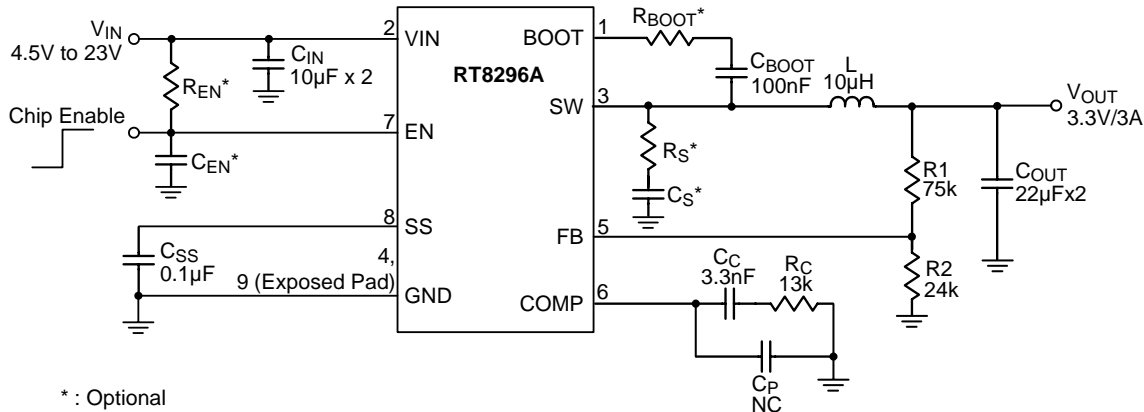 VIN
4.5V to 23V
REN*
CIN
10µF x 2
Chip Enable
CEN*
CSS
0.1µF
2
VIN
7
EN
8
SS
4,
9 (Exposed Pad)
GND
RT8296A
BOOT
1
SW
3
FB
5
COMP
6
RBOOT*
CBOOT
100nF
L
10µH
RS*
CS*
VOUT
3.3V/3A
R1
75k
COUT
22µFx2
R2
24k
CC
3.3nF
RC
13k
CP
NC
* : Optional